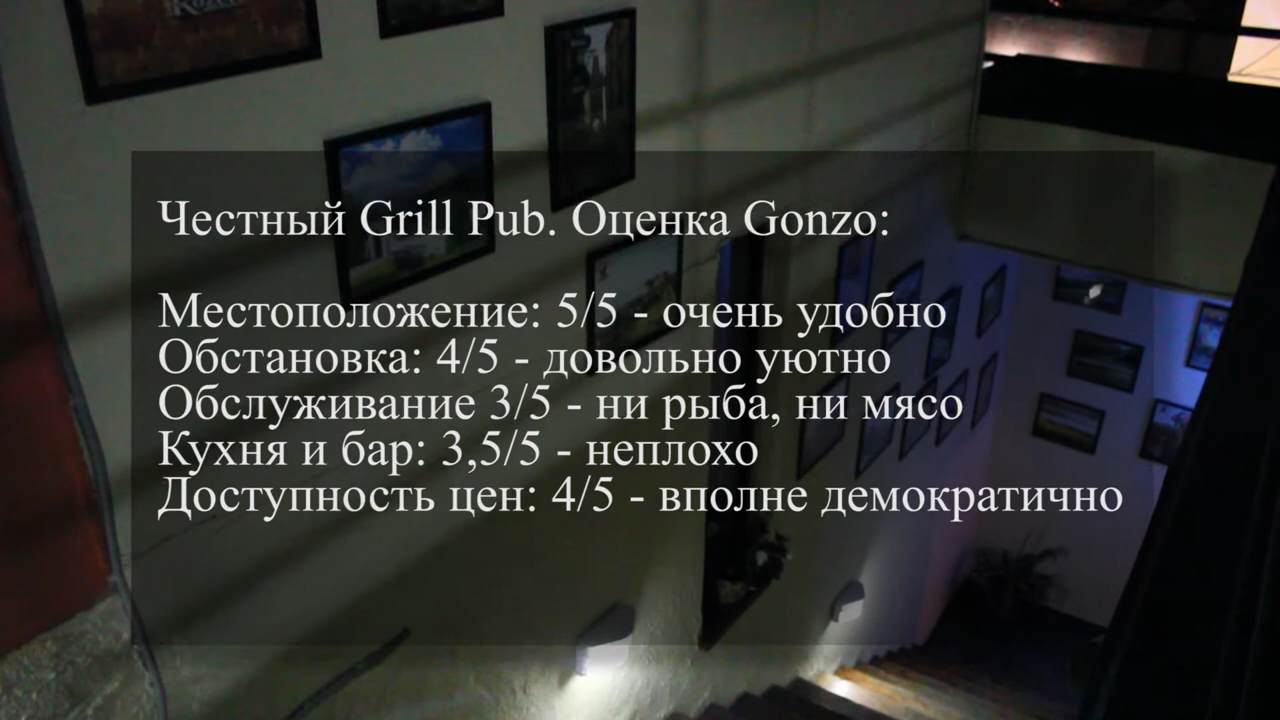 Честный Grill Pub. Оценка Gonzo:
Местоположение: 5/5 - очень удобно
Обстановка: 4/5 - довольно уютно
Обслуживание 3/5 - ни рыба, ни мясо
Кухня и бар: 3,5/5 - неплохо
Доступность цен: 4/5 - вполне демократично